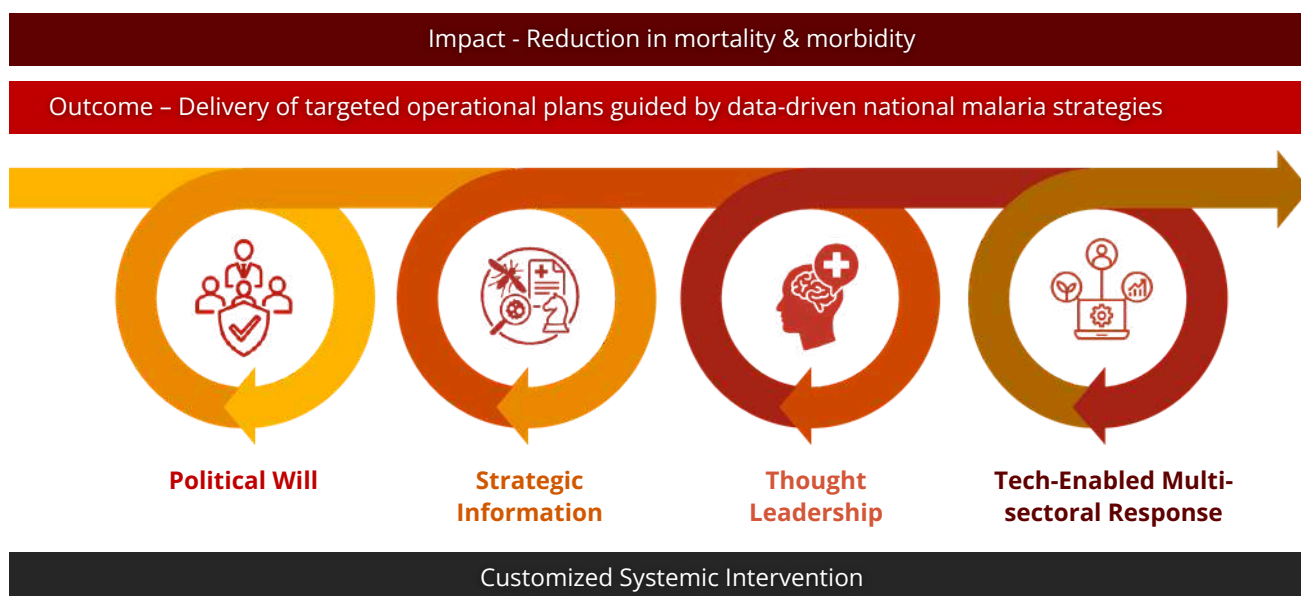 Impact - Reduction in mortality & morbidity
Outcome – Delivery of targeted operational plans guided by data-driven national malaria strategies
Political Will
Strategic
Information
Thought
Leadership
Tech-Enabled Multi-
sectoral Response
Customized Systemic Intervention